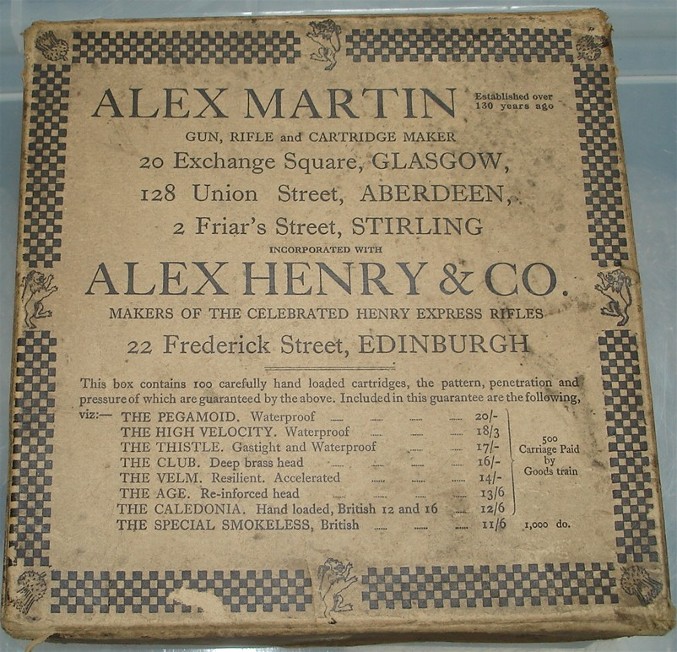 ALEX MARTIN Established over
130 years ago
GUN, RIFLE and CARTRIDGE MAKER
20 Exchange Square, GLASGOW,
128 Union Street, ABERDEEN,
2 Friar's Street, STIRLING
INCORPORATED WITH
ALEX HENRY & CO.
MAKERS OF THE CELEBRATED HENRY EXPRESS RIFLES
22 Frederick Street, EDINBURGH
This box contains 100 carefully hand loaded cartridges, the pattern, penetration and
pressure of which are guaranteed by the above. Included in this guarantee are the following,
viz:— THE PEGAMOID. Waterproof ..... ..... ..... ..... 20/-
THE HIGH VELOCITY. Waterproof ..... ..... ..... 18/3
THE THISTLE. Gastight and Waterproof ..... ..... 17/-
THE CLUB. Deep brass head ..... ..... ..... ..... 16/-
THE VELM. Resilient. Accelerated ..... ..... ..... 14/-
THE AGE. Re-inforced head ..... ..... ..... ..... 13/6
THE CALEDONIA. Hand loaded, British 12 and 16 ..... 12/6
500
Carriage Paid
by
Goods train
THE SPECIAL SMOKELESS, British ..... ..... ..... 11/6 1,000 do.